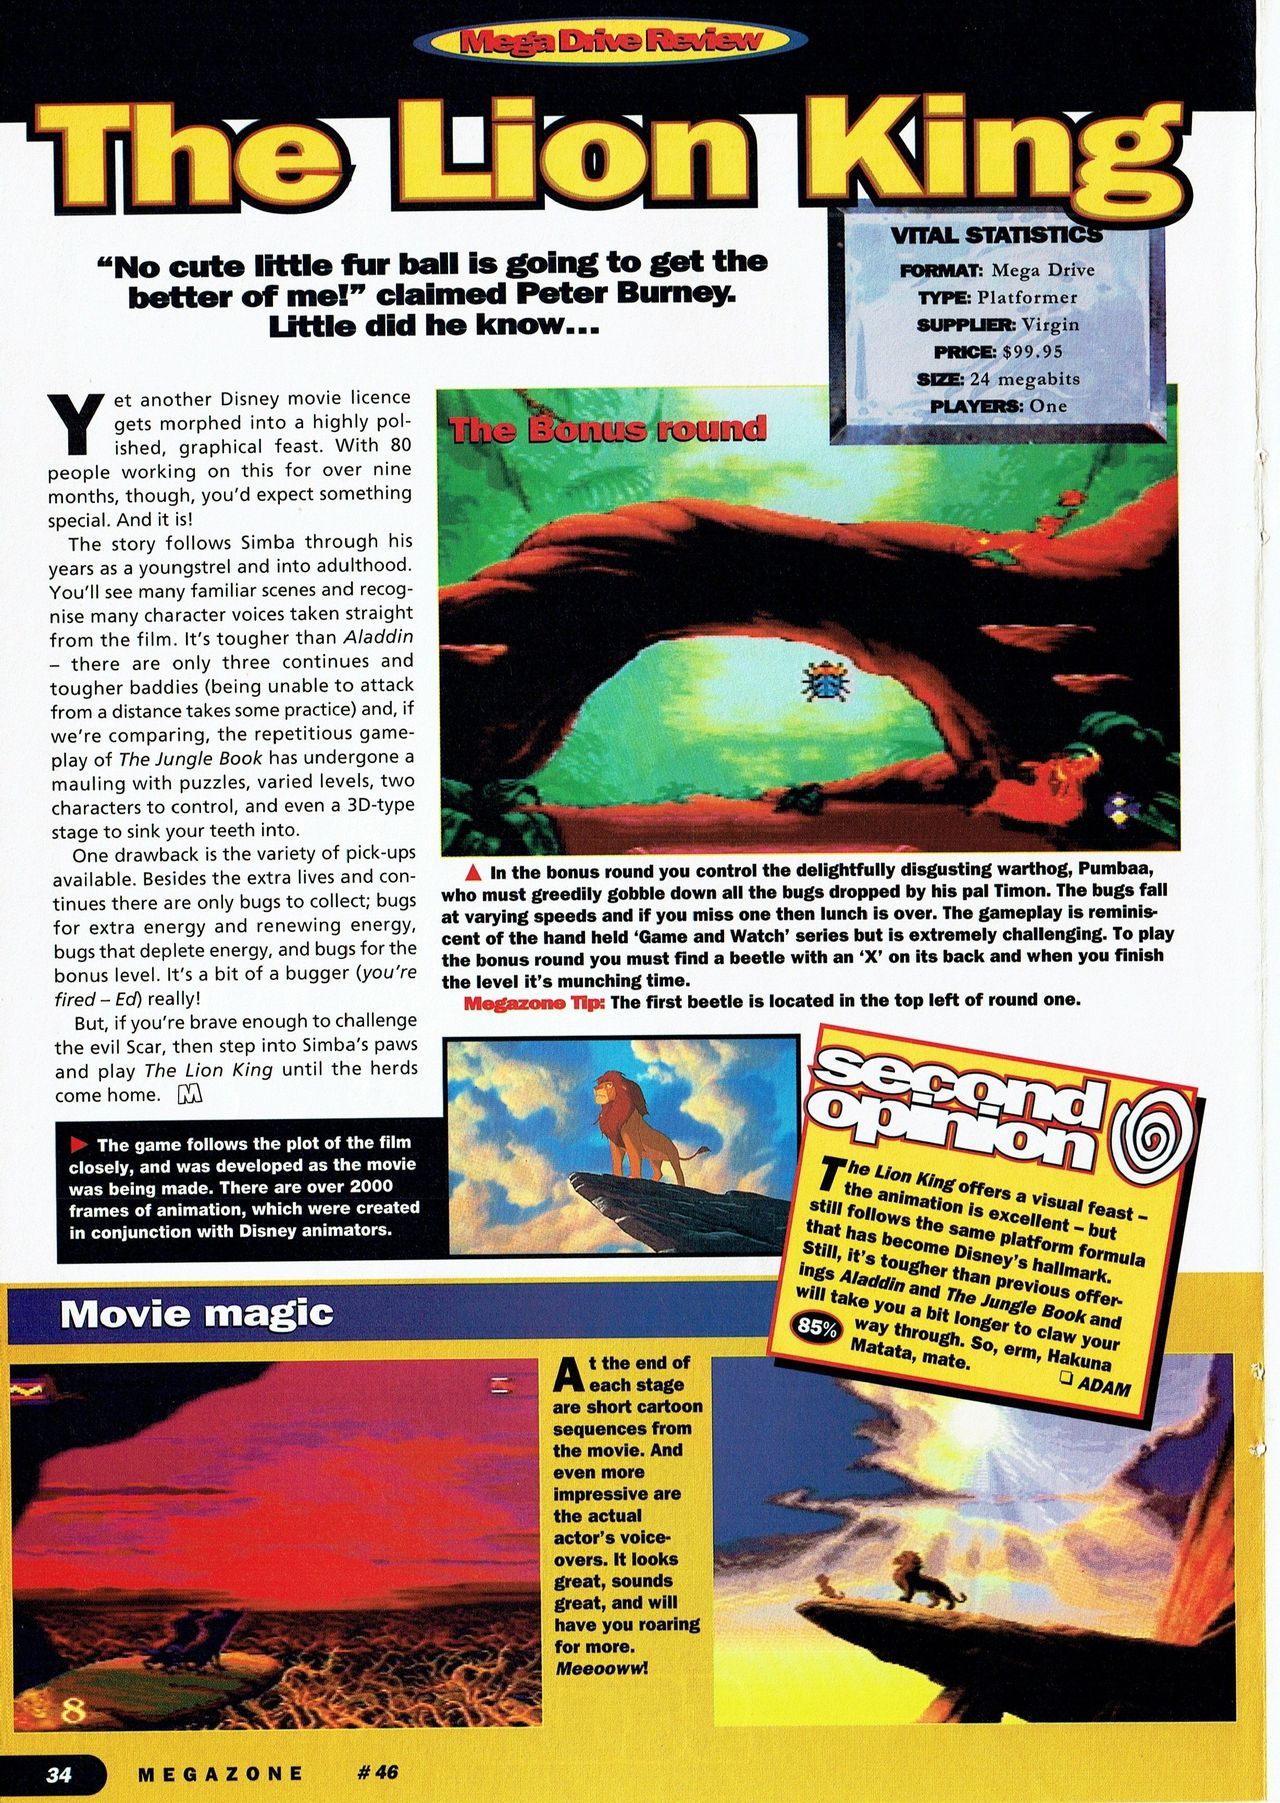 Mega Drive Review
The Lion King
“No cute little fur ball is going to get the
better of me!” claimed Peter Burney.
Little did he know...
VITAL STATISTICS
FORMAT: Mega Drive
TYPE: Platformer
SUPPLIER: Virgin
PRICE: $99.95
SIZE: 24 megabits
PLAYERS: One
Yet another Disney movie licence
gets morphed into a highly pol-
ished, graphical feast. With 80
people working on this for over nine
months, though, you'd expect something
special. And it is!
The story follows Simba through his
years as a youngstrel and into adulthood.
You'll see many familiar scenes and recog-
nise many character voices taken straight
from the film. It's tougher than Aladdin
– there are only three continues and
tougher baddies (being unable to attack
from a distance takes some practice) and, if
we're comparing, the repetitious game-
play of The Jungle Book has undergone a
mauling with puzzles, varied levels, two
characters to control, and even a 3D-type
stage to sink your teeth into.
One drawback is the variety of pick-ups
available. Besides the extra lives and con-
tinues there are only bugs to collect; bugs
for extra energy and renewing energy,
bugs that deplete energy, and bugs for the
bonus level. It's a bit of a bugger (you're
fired – Ed) really!
But, if you're brave enough to challenge
the evil Scar, then step into Simba's paws
and play The Lion King until the herds
come home. M
The Bonus round
▲ In the bonus round you control the delightfully disgusting warthog, Pumbaa,
who must greedily gobble down all the bugs dropped by his pal Timon. The bugs fall
at varying speeds and if you miss one then lunch is over. The gameplay is reminis-
cent of the hand held ‘Game and Watch’ series but is extremely challenging. To play
the bonus round you must find a beetle with an ‘X’ on its back and when you finish
the level it's munching time.
Megazone Tip: The first beetle is located in the top left of round one.
▶ The game follows the plot of the film
closely, and was developed as the movie
was being made. There are over 2000
frames of animation, which were created
in conjunction with Disney animators.
second
opinion
The Lion King offers a visual feast –
the animation is excellent – but
still follows the same platform formula
that has become Disney's hallmark.
Still, it's tougher than previous offer-
ings Aladdin and The Jungle Book and
will take you a bit longer to claw your
way through. So, erm, Hakuna
Matata, mate.
85%
❑ ADAM
Movie magic
At the end of
each stage
are short cartoon
sequences from
the movie. And
even more
impressive are
the actual
actor's voice-
overs. It looks
great, sounds
great, and will
have you roaring
for more.
Meeooww!
8
34 MEGAZONE # 46